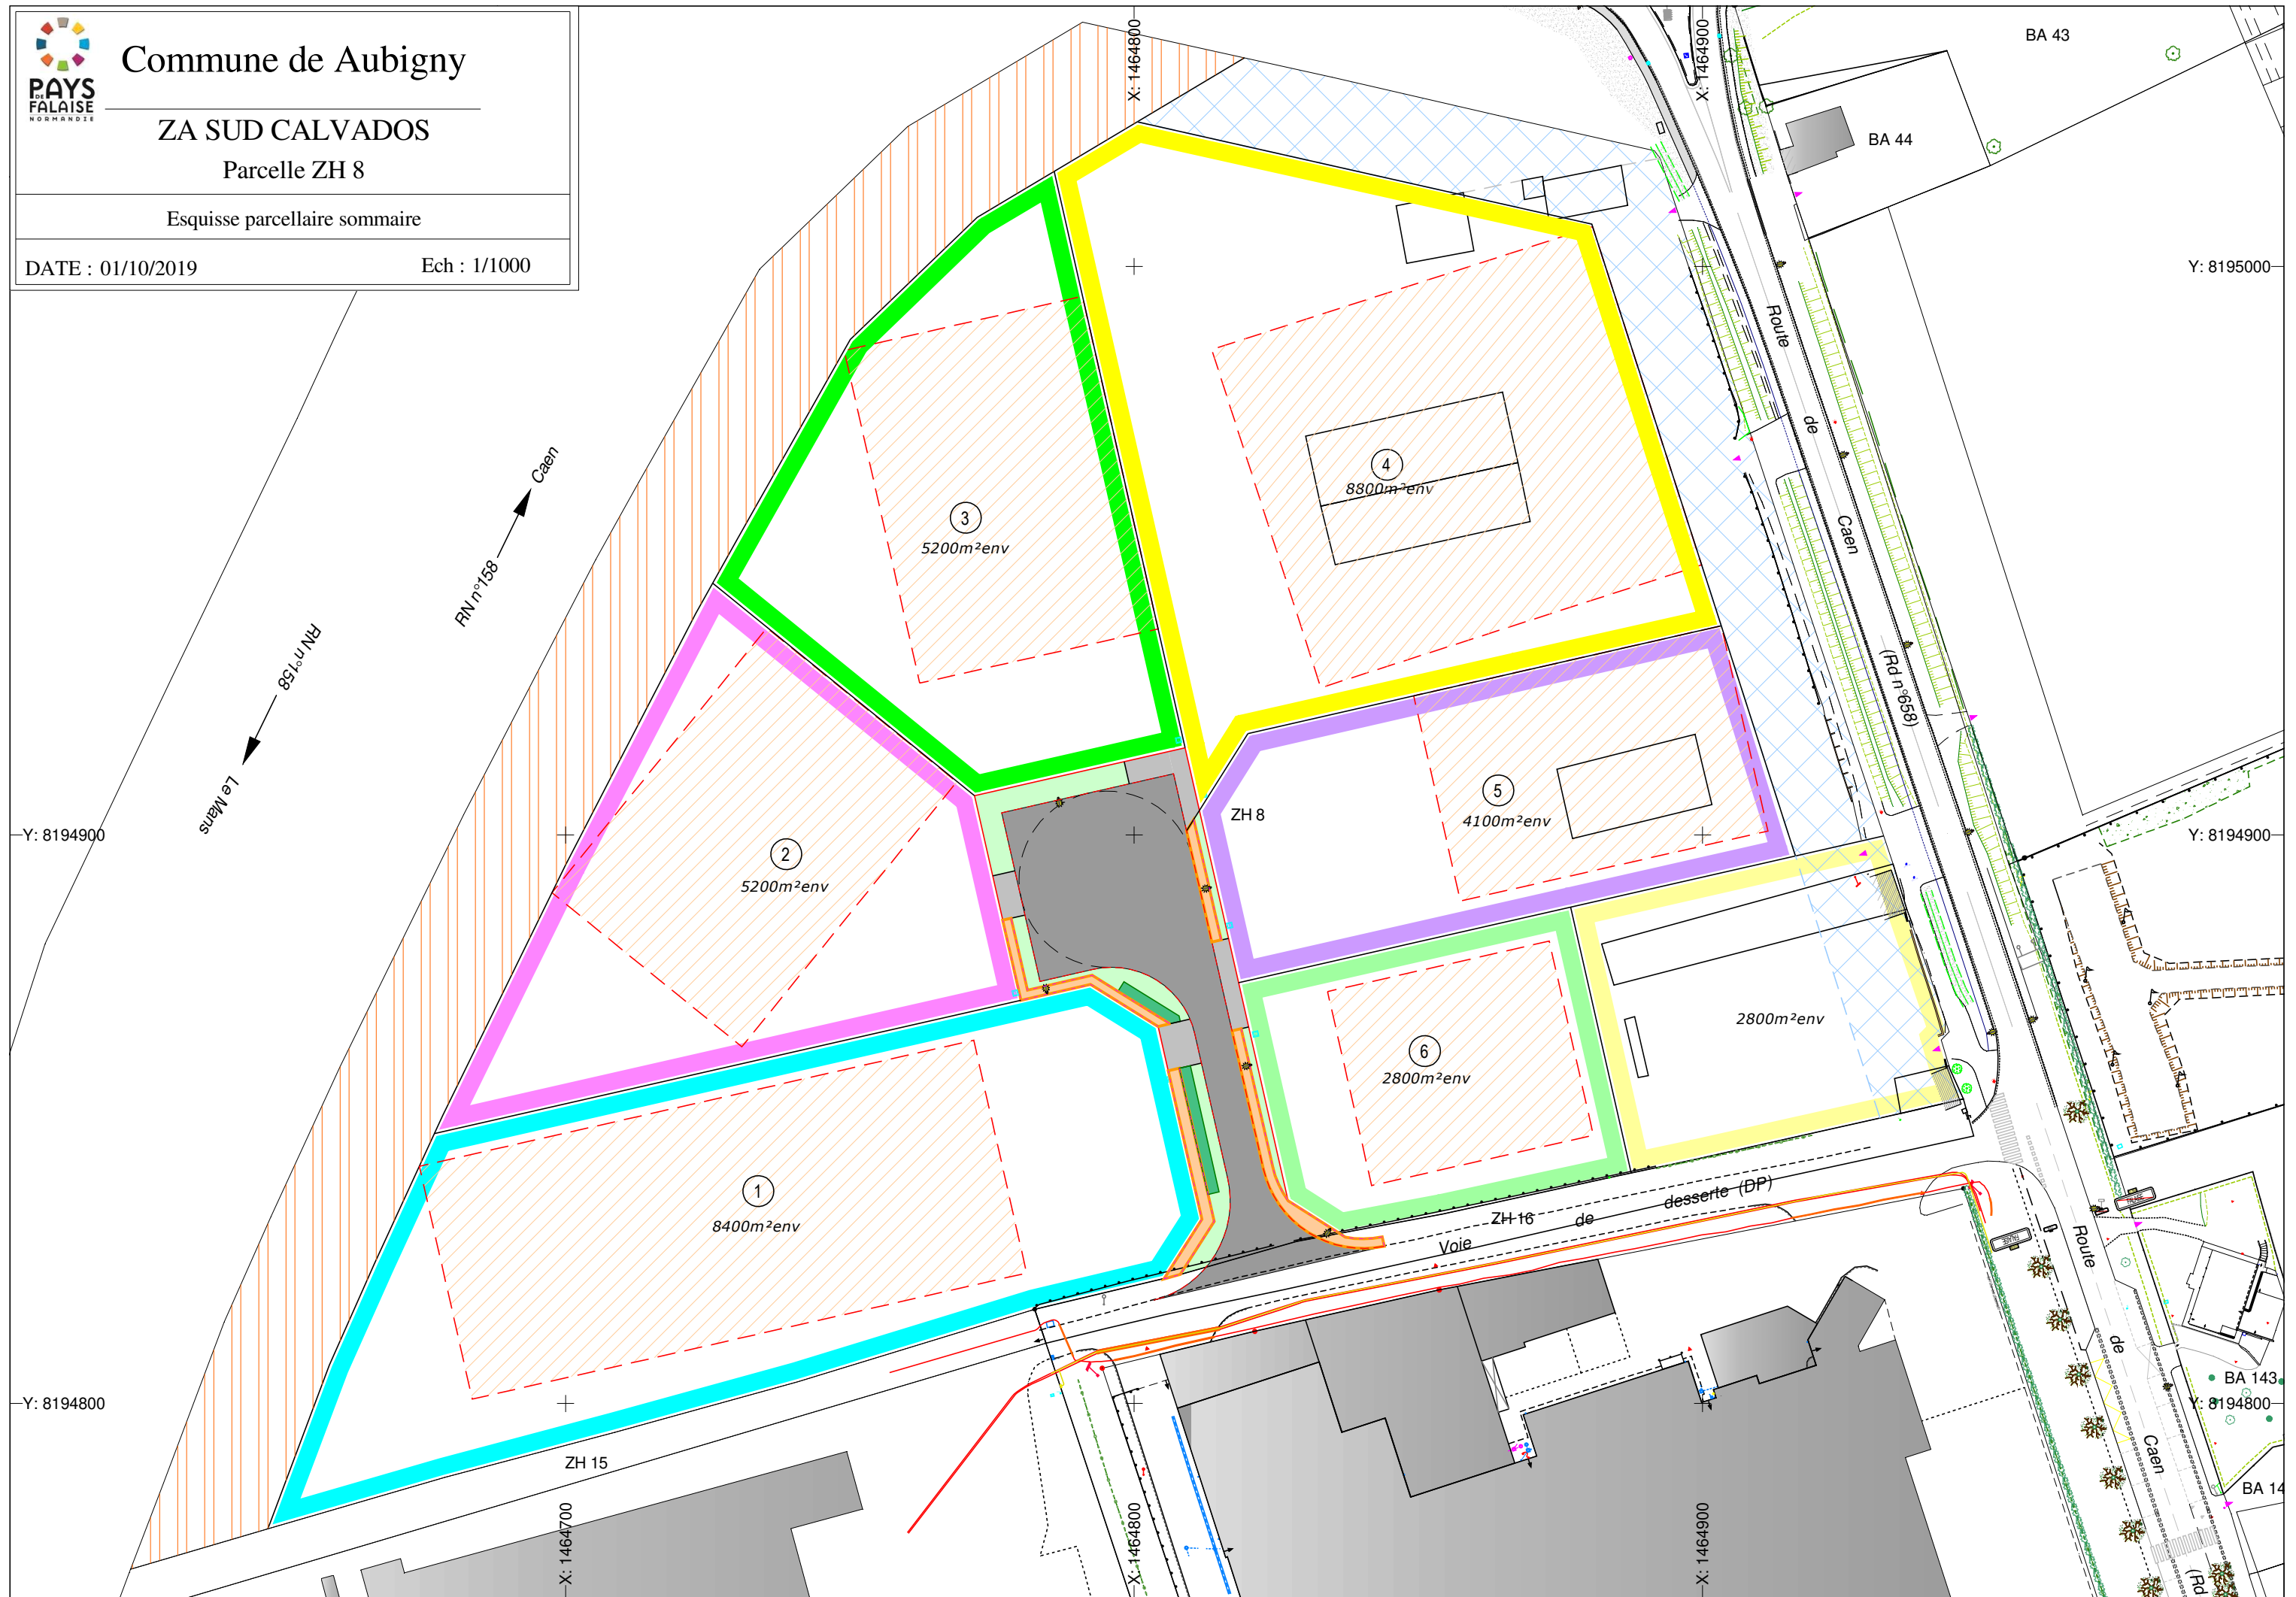 PAYS
DE
FALAISE
NORMANDIE
Commune de Aubigny
ZA SUD CALVADOS
Parcelle ZH 8
Esquisse parcellaire sommaire
DATE : 01/10/2019
Ech : 1/1000
X: 1464800
X: 1464900
BA 43
BA 44
Y: 8195000
Route
de
Caen
(Rd n°658)
Caen
RN n°158
RN n°158
Le Mans
4
8800m²env
3
5200m²env
5
4100m²env
ZH 8
2
5200m²env
Y: 8194900
Y: 8194900
6
2800m²env
2800m²env
1
8400m²env
Voie
de
desserte (DP)
ZH 16
Route
de
Caen
(Rd
BA 143
Y: 8194800
Y: 8194800
BA 14
ZH 15
X: 1464700
X: 1464800
X: 1464900